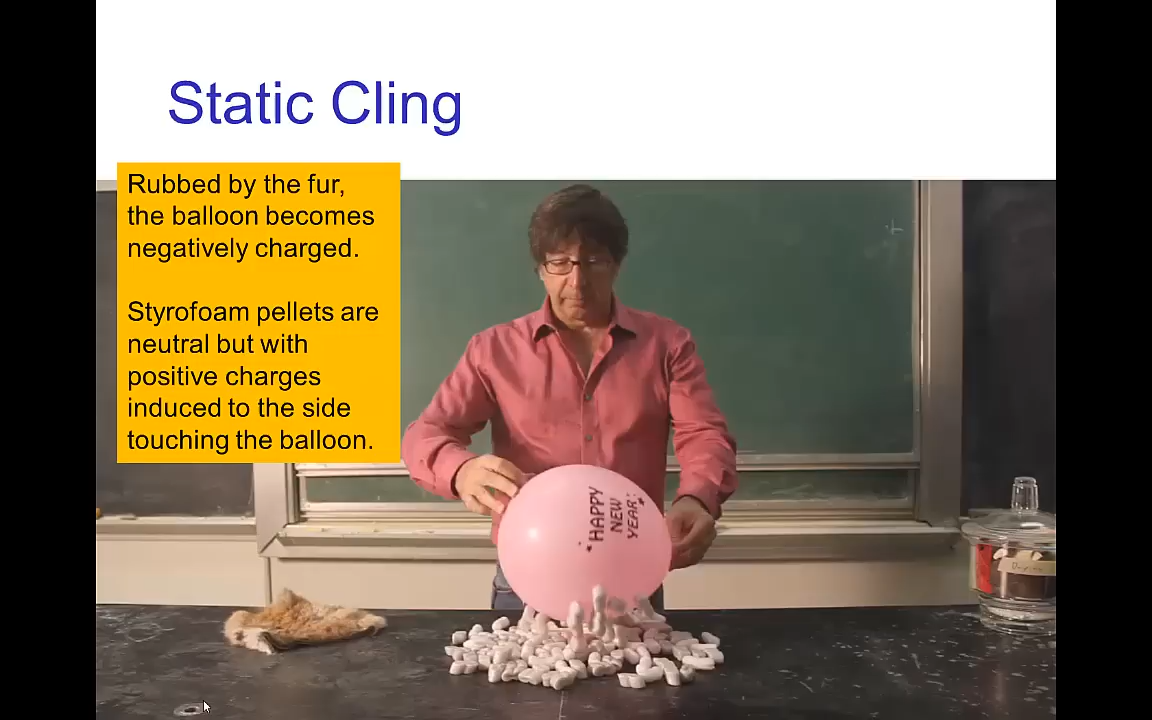 Static Cling
Rubbed by the fur,
the balloon becomes
negatively charged.
Styrofoam pellets are
neutral but with
positive charges
induced to the side
touching the balloon.
*HAPPY
NEW
YEAR*